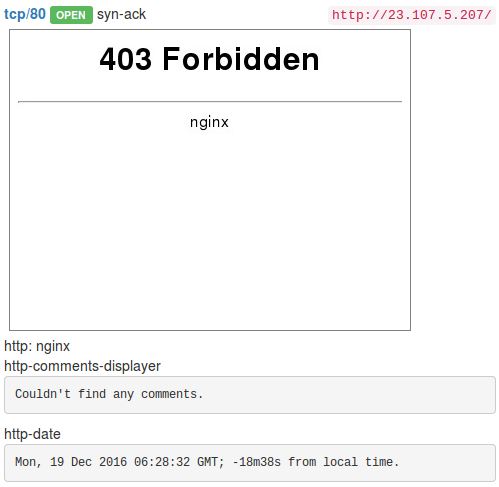 tcp/80 OPEN syn-ack http://23.107.5.207/
403 Forbidden
nginx
http: nginx
http-comments-displayer
Couldn't find any comments.
http-date
Mon, 19 Dec 2016 06:28:32 GMT; -18m38s from local time.